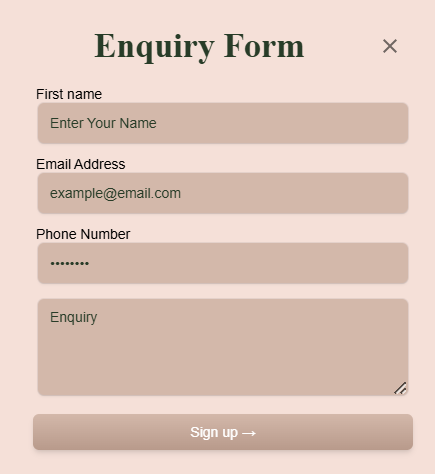 Enquiry Form
First name
Enter Your Name
Email Address
example@email.com
Phone Number
••••••••
Enquiry
Sign up →